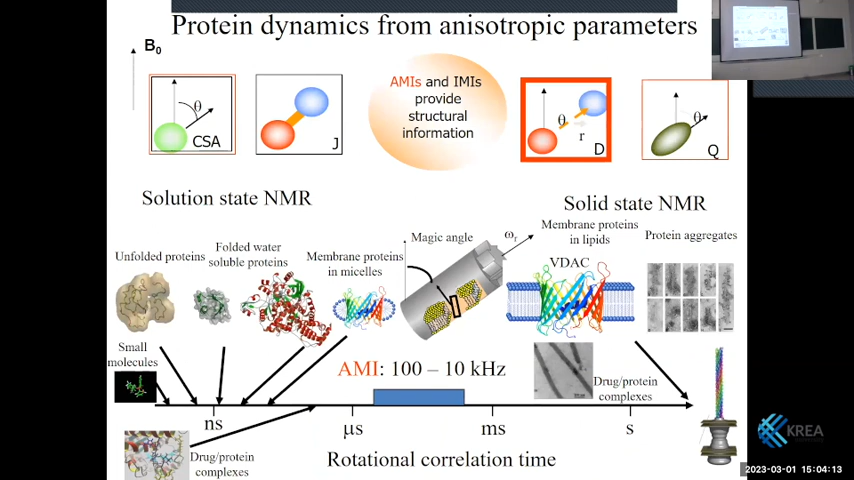 Protein dynamics from anisotropic parameters
B0
θ
CSA
J
AMIs and IMIs
provide
structural
information
θ
r
D
θ
Q
Solution state NMR
Solid state NMR
Unfolded proteins
Folded water
soluble proteins
Membrane proteins
in micelles
Magic angle
ωr
Membrane proteins
in lipids
Protein aggregates
VDAC
Small
molecules
AMI: 100 – 10 kHz
Drug/protein
complexes
ns
μs
ms
s
Drug/protein
complexes
Rotational correlation time
KREA
2023-03-01 15:04:13